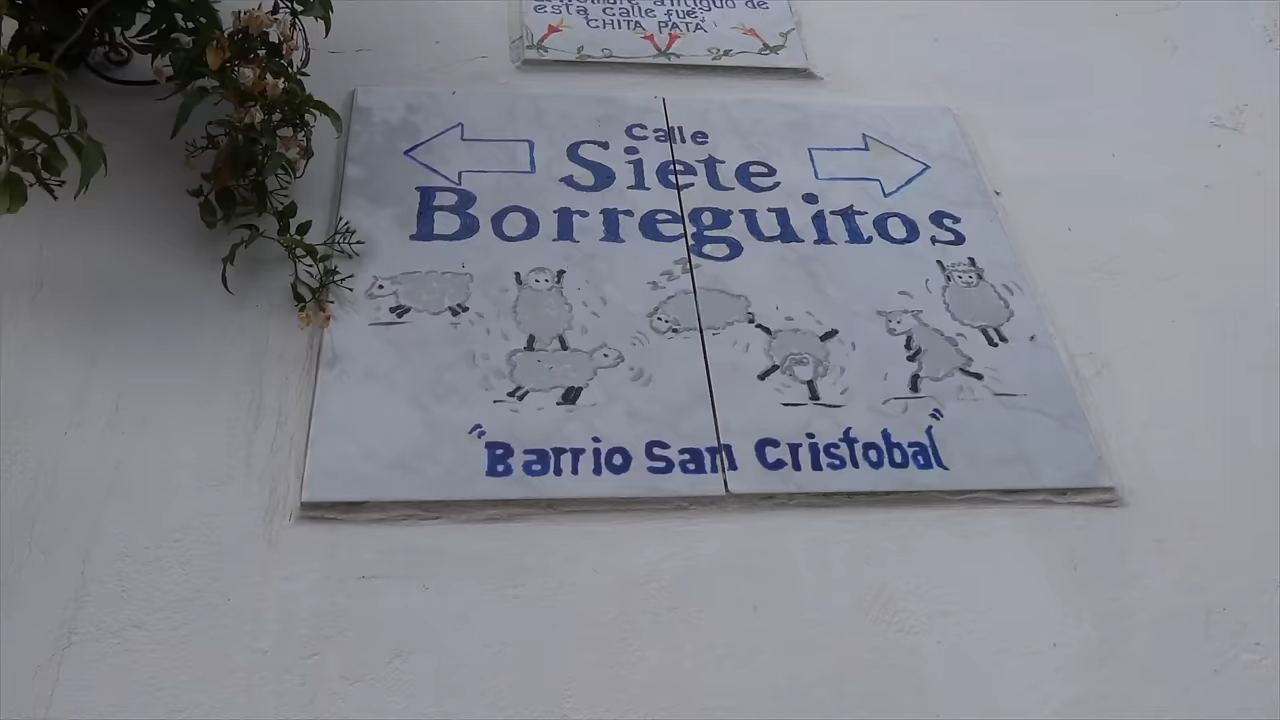 antiguo de
esta calle fue:
"CHITA PATA"
Calle
Siete
Borreguitos
"Barrio San Cristobal"